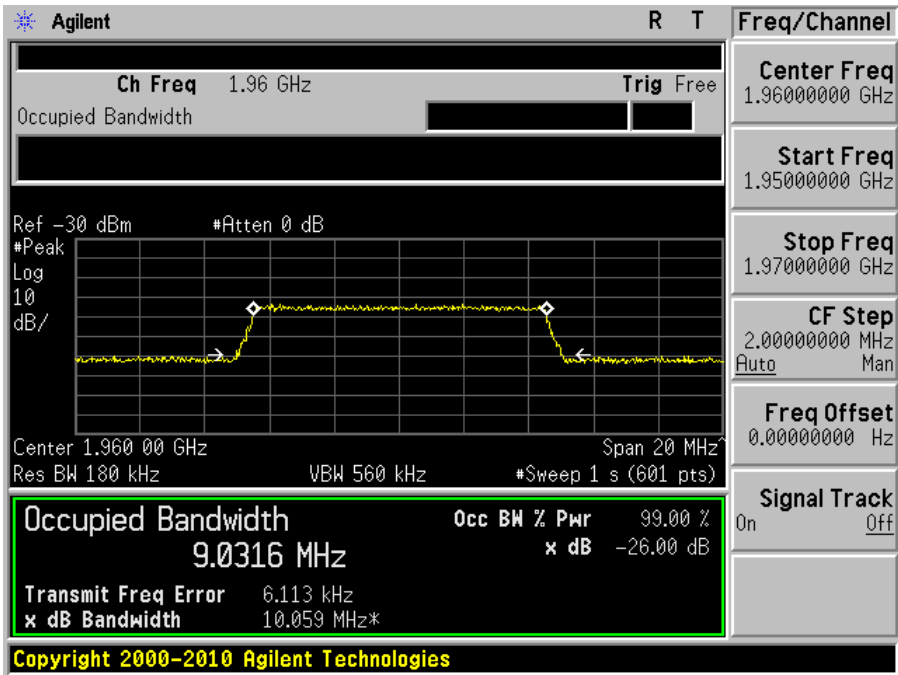 Agilent R T Freq/Channel
Ch Freq 1.96 GHz Trig Free
Occupied Bandwidth
Center Freq
1.96000000 GHz
Start Freq
1.95000000 GHz
Stop Freq
1.97000000 GHz
CF Step
2.00000000 MHz
Auto Man
Freq Offset
0.00000000 Hz
Signal Track
On Off
Ref -30 dBm #Atten 0 dB
#Peak
Log
10
dB/
Center 1.960 00 GHz Span 20 MHz^
Res BW 180 kHz VBW 560 kHz #Sweep 1 s (601 pts)
Occupied Bandwidth Occ BW % Pwr 99.00 %
9.0316 MHz x dB -26.00 dB
Transmit Freq Error 6.113 kHz
x dB Bandwidth 10.059 MHz*
Copyright 2000-2010 Agilent Technologies